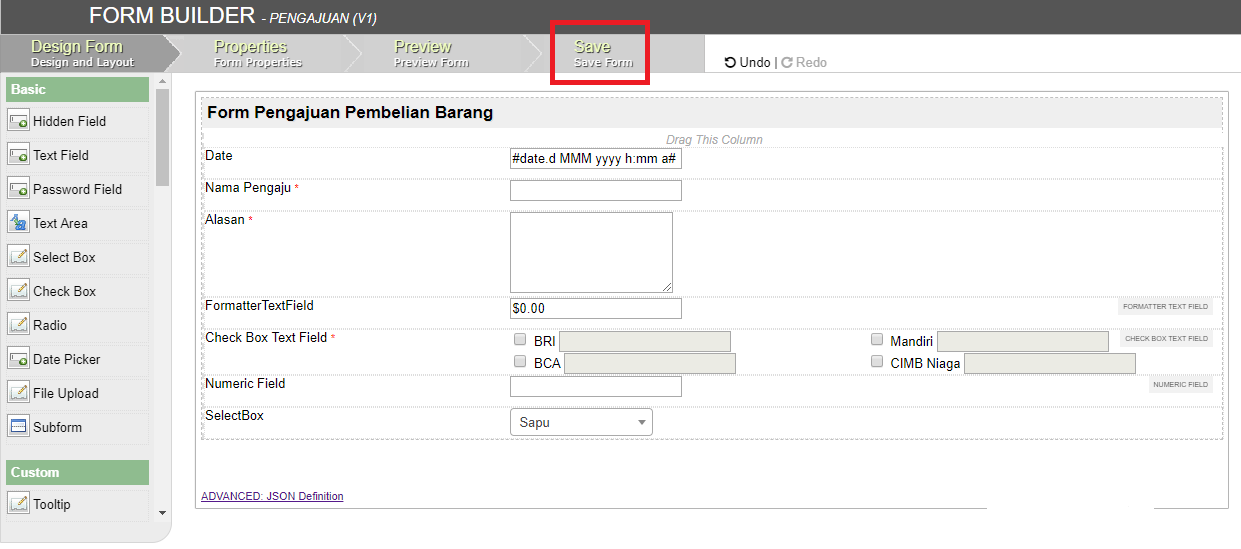 FORM BUILDER - PENGAJUAN (V1)
Design Form
Design and Layout
Properties
Form Properties
Preview
Preview Form
Save
Save Form
Undo | Redo
Basic
Hidden Field
Text Field
Password Field
Text Area
Select Box
Check Box
Radio
Date Picker
File Upload
Subform
Custom
Tooltip
Form Pengajuan Pembelian Barang
Drag This Column
Date #date.d MMM yyyy h:mm a#
Nama Pengaju *
Alasan *
FormatterTextField $0.00 FORMATTER TEXT FIELD
Check Box Text Field * BRI Mandiri CHECK BOX TEXT FIELD
BCA CIMB Niaga
Numeric Field NUMERIC FIELD
SelectBox Sapu
ADVANCED: JSON Definition